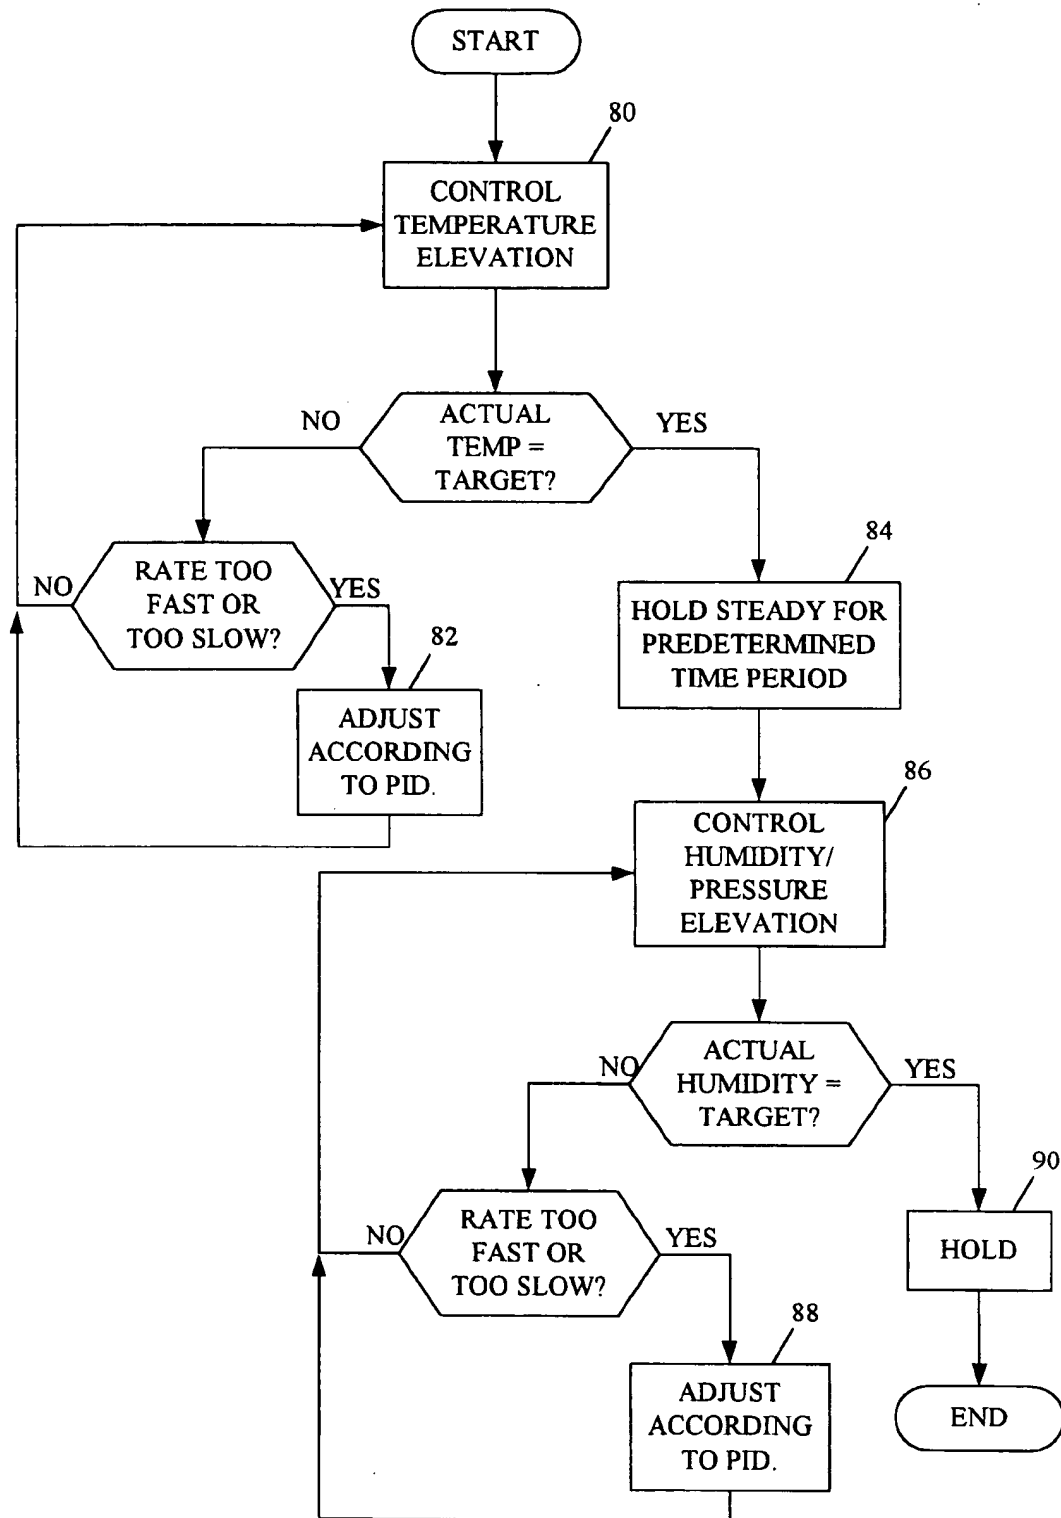 START
80
CONTROL
TEMPERATURE
ELEVATION
NO
ACTUAL
TEMP =
TARGET?
YES
NO
RATE TOO
FAST OR
TOO SLOW?
YES
82
ADJUST
ACCORDING
TO PID.
84
HOLD STEADY FOR
PREDETERMINED
TIME PERIOD
86
CONTROL
HUMIDITY/
PRESSURE
ELEVATION
NO
ACTUAL
HUMIDITY =
TARGET?
YES
NO
RATE TOO
FAST OR
TOO SLOW?
YES
88
ADJUST
ACCORDING
TO PID.
90
HOLD
END